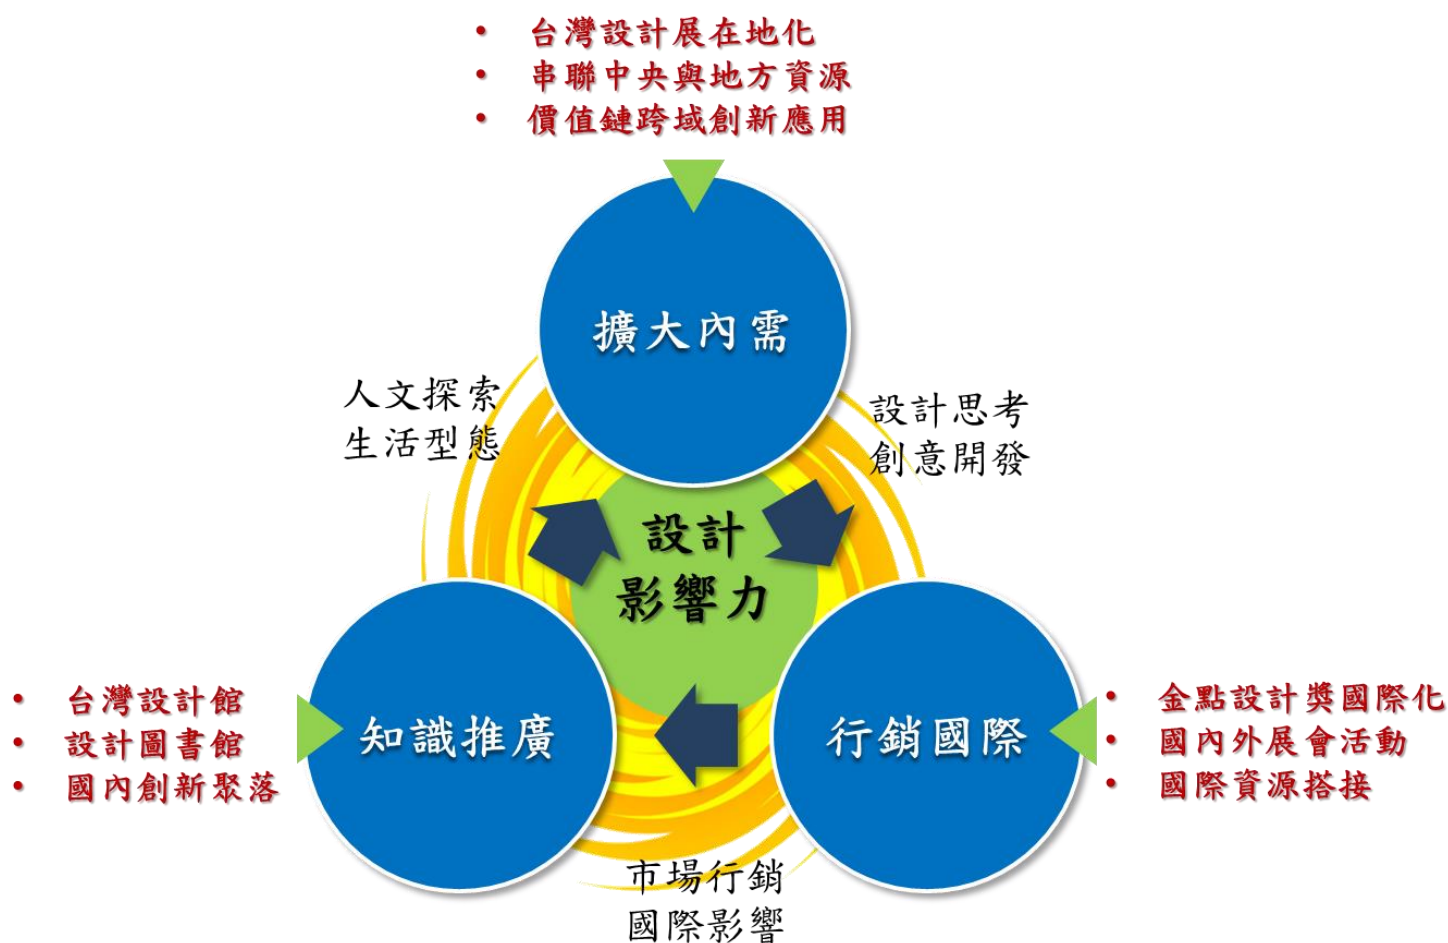 • 台灣設計展在地化
• 串聯中央與地方資源
• 價值鏈跨域創新應用
擴大內需
人文探索
生活型態
設計思考
創意開發
設計
影響力
• 台灣設計館
• 設計圖書館
• 國內創新聚落
知識推廣
行銷國際
• 金點設計獎國際化
• 國內外展會活動
• 國際資源搭接
市場行銷
國際影響